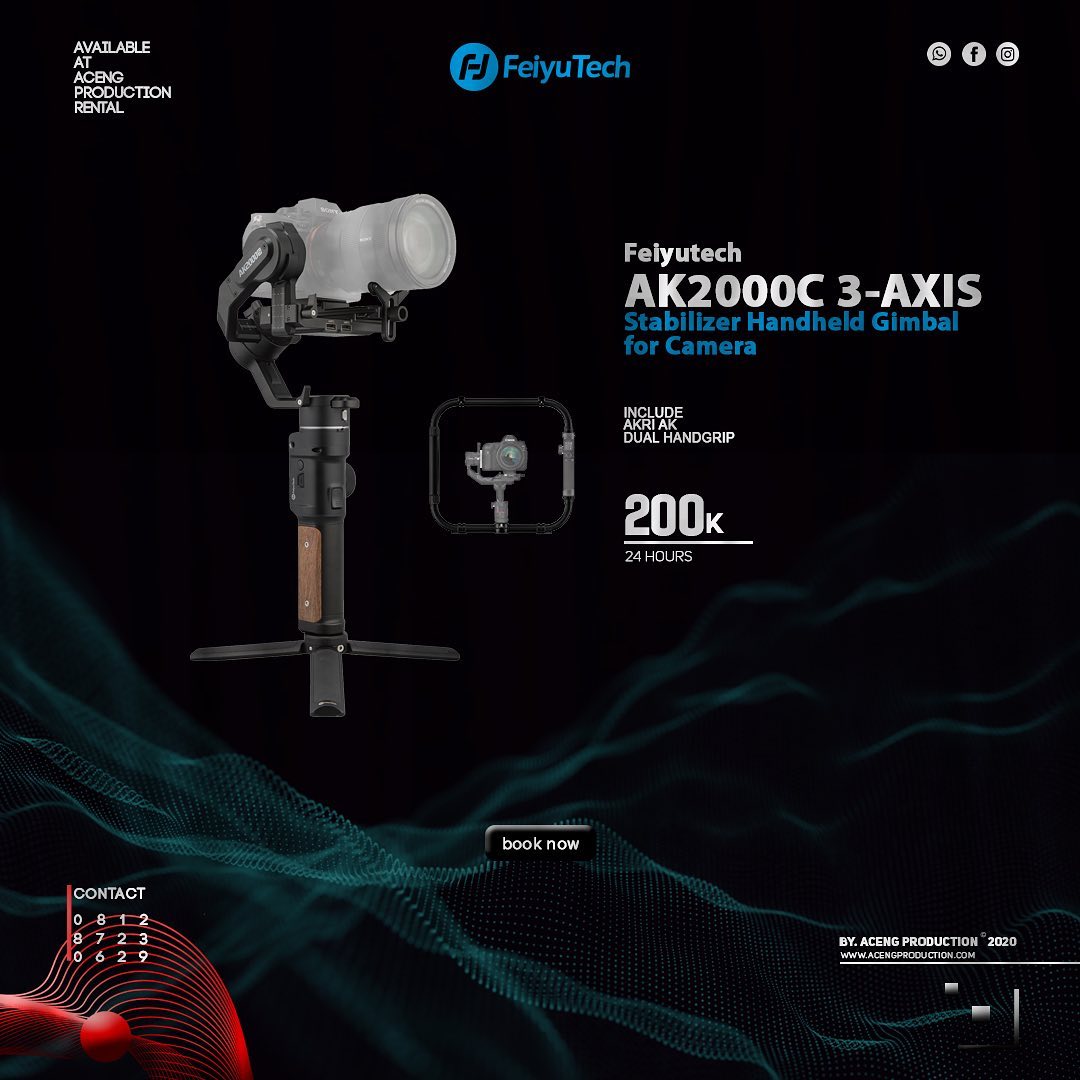 AVAILABLE
AT
ACENG
PRODUCTION
RENTAL
FeiyuTech
SONY
AK2000C
Feiyutech
AK2000C 3-AXIS
Stabilizer Handheld Gimbal
for Camera
INCLUDE
AKRI AK
DUAL HANDGRIP
200K
24 HOURS
book now
CONTACT
0 8 1 2
8 7 2 3
0 6 2 9
BY. ACENG PRODUCTION © 2020
WWW.ACENGPRODUCTION.COM